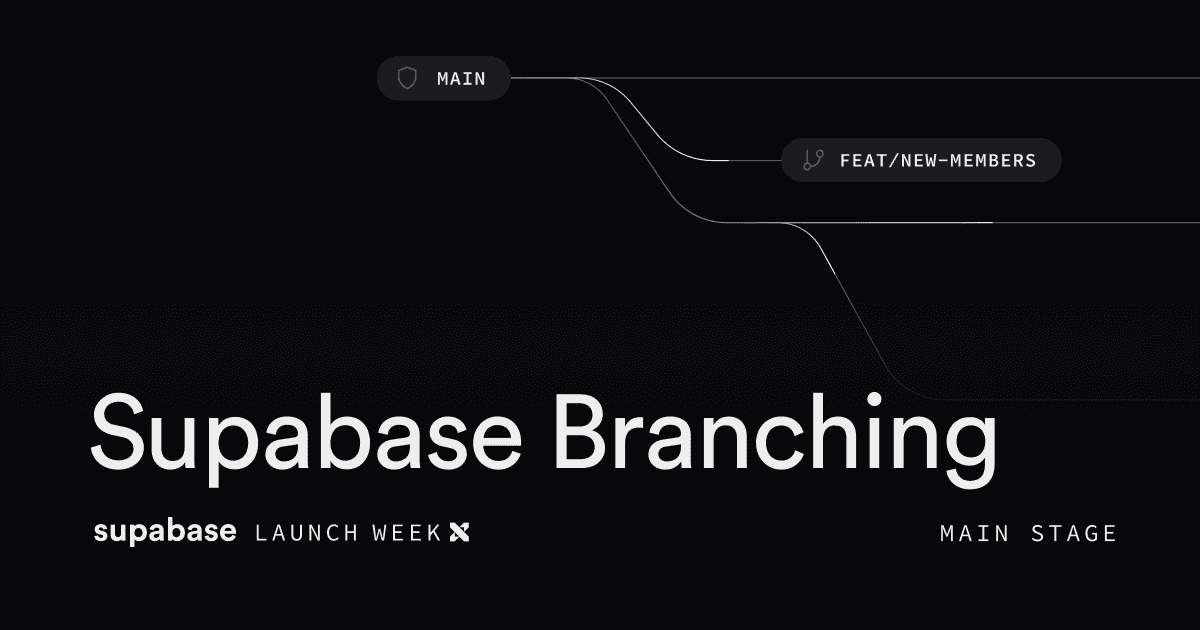 MAIN
FEAT/NEW-MEMBERS
Supabase Branching
supabase LAUNCH WEEK X
MAIN STAGE